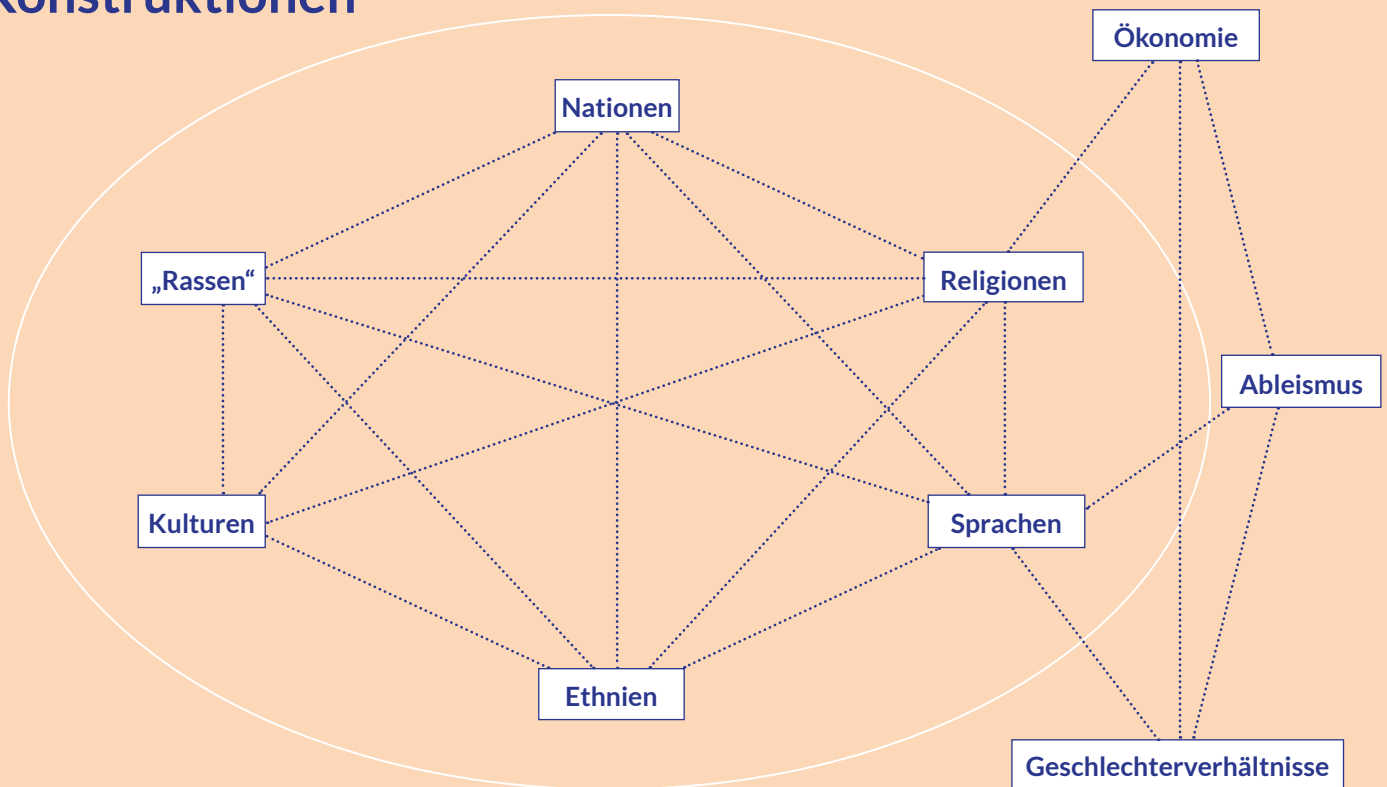 Konstruktionen
Ökonomie
Nationen
„Rassen“
Religionen
Ableismus
Kulturen
Sprachen
Ethnien
Geschlechterverhältnisse